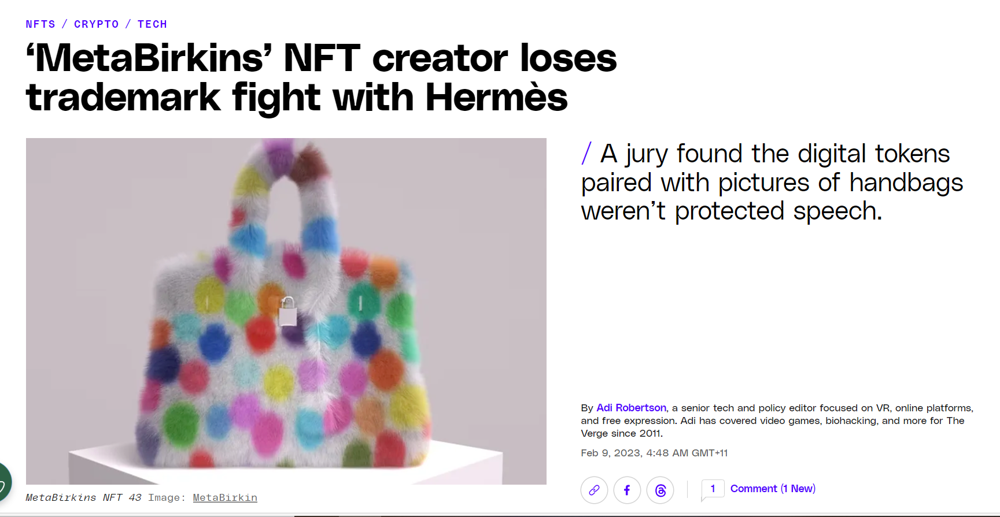 NFTS / CRYPTO / TECH
‘MetaBirkins’ NFT creator loses
trademark fight with Hermès
/ A jury found the digital tokens
paired with pictures of handbags
weren’t protected speech.
By Adi Robertson, a senior tech and policy editor focused on VR, online platforms,
and free expression. Adi has covered video games, biohacking, and more for The
Verge since 2011.
Feb 9, 2023, 4:48 AM GMT+11
1 Comment (1 New)
MetaBirkins NFT 43 Image: MetaBirkin